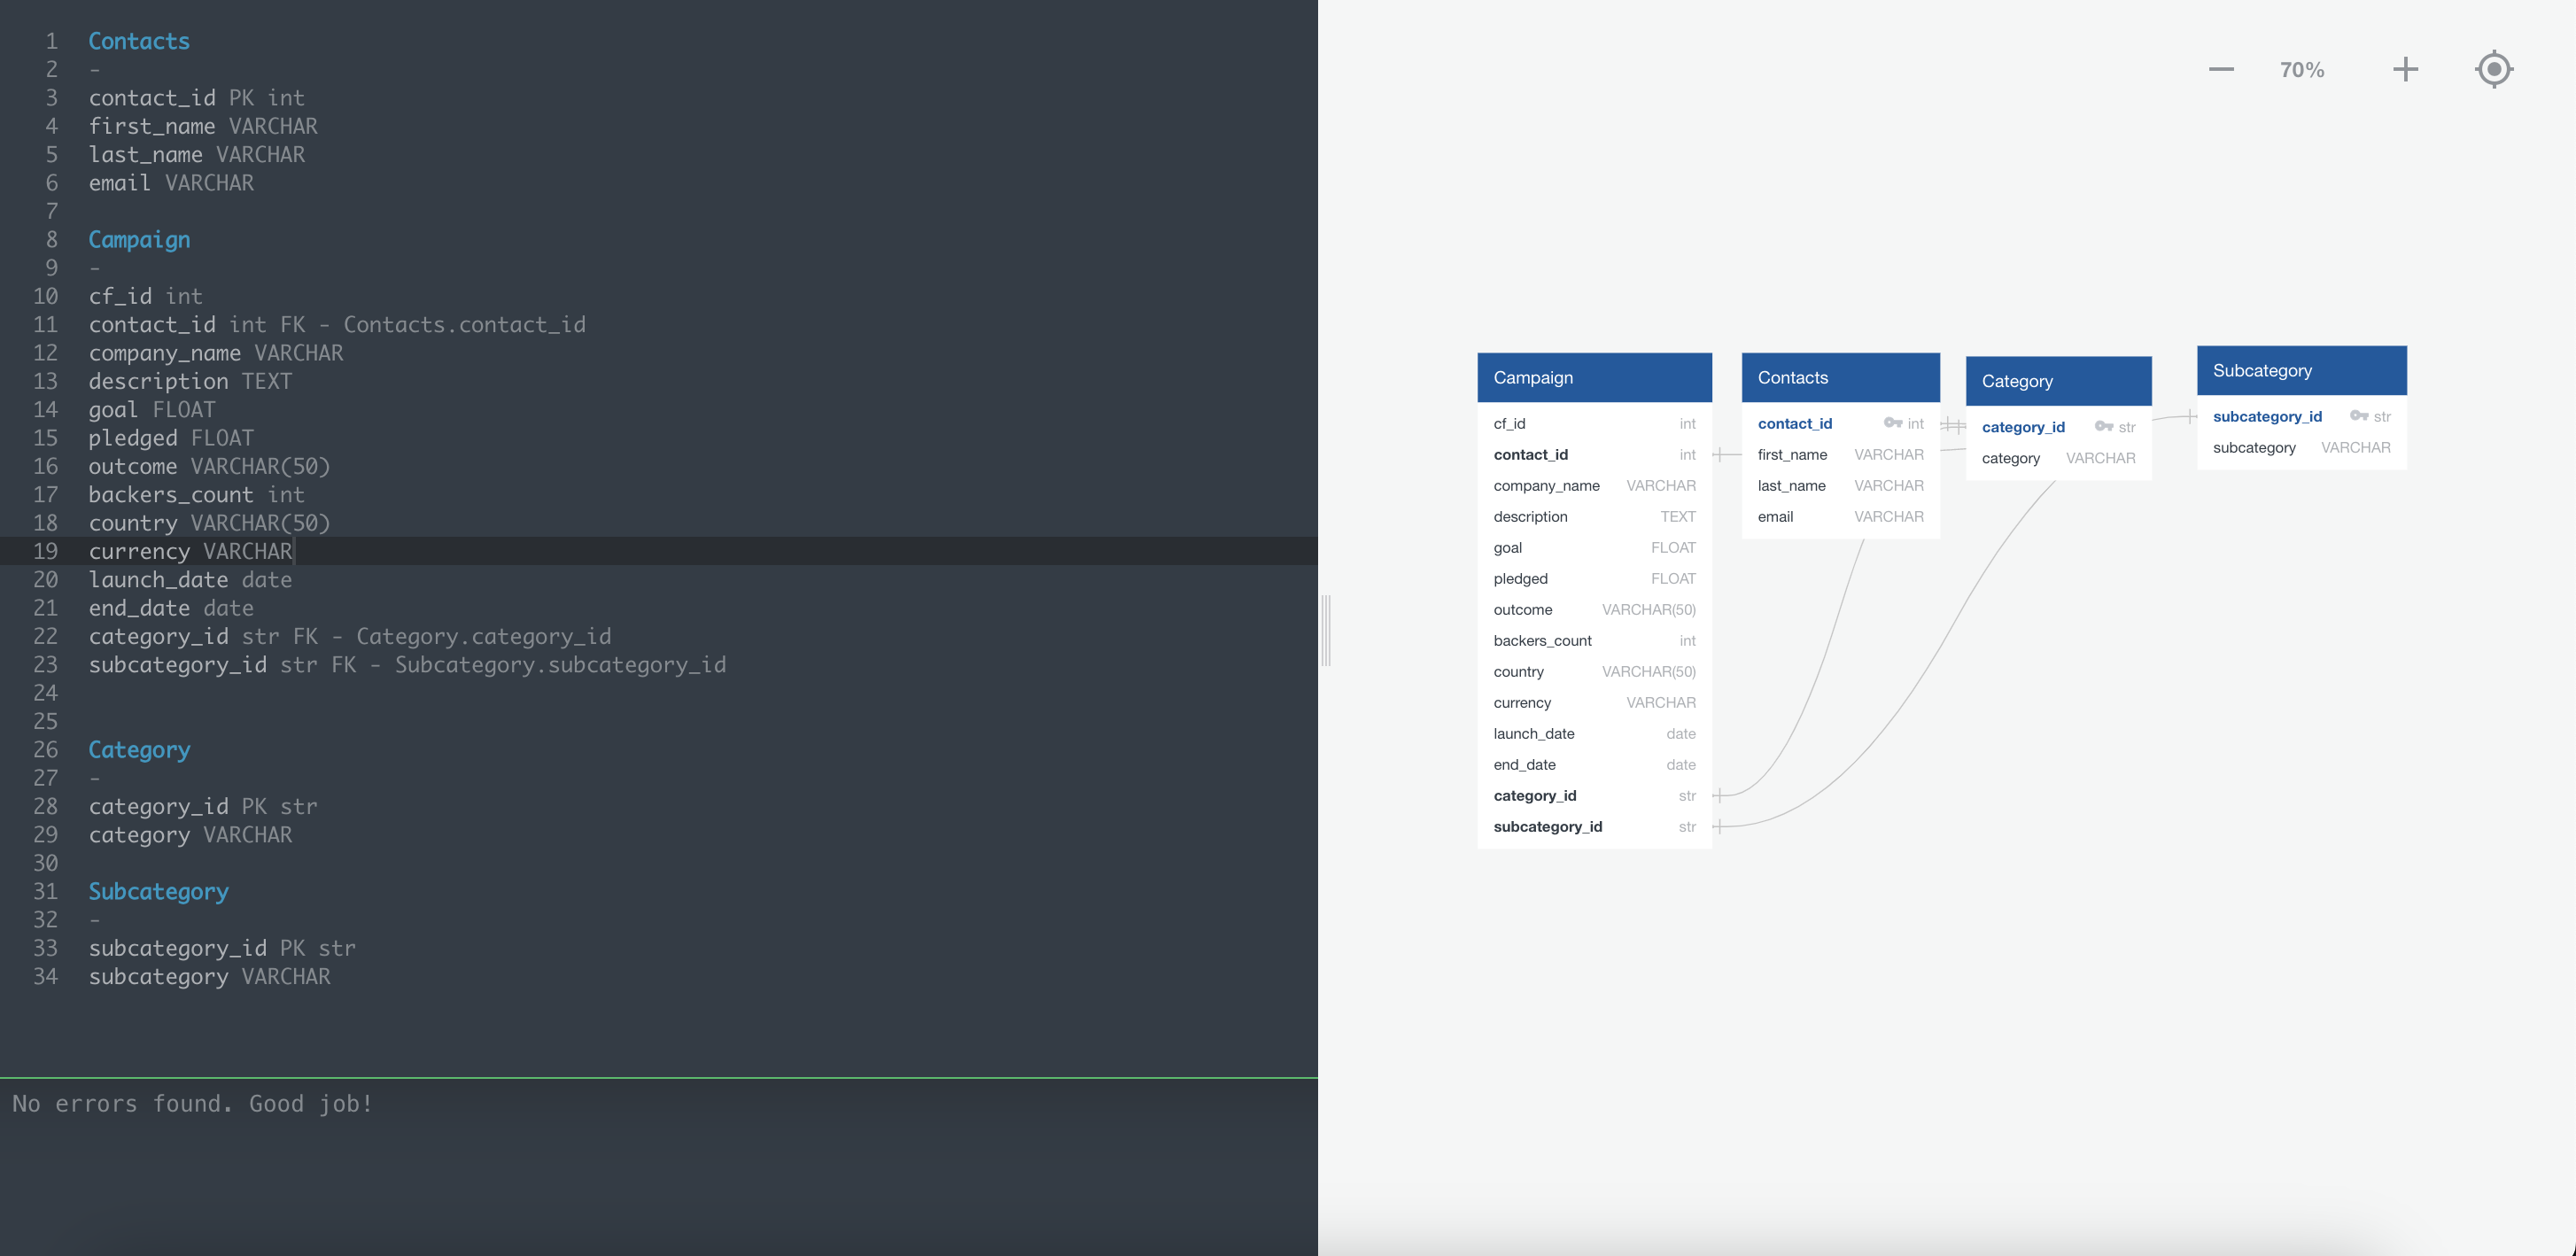 1 Contacts
2 -
3 contact_id PK int
4 first_name VARCHAR
5 last_name VARCHAR
6 email VARCHAR
7
8 Campaign
9 -
10 cf_id int
11 contact_id int FK - Contacts.contact_id
12 company_name VARCHAR
13 description TEXT
14 goal FLOAT
15 pledged FLOAT
16 outcome VARCHAR(50)
17 backers_count int
18 country VARCHAR(50)
19 currency VARCHAR
20 launch_date date
21 end_date date
22 category_id str FK - Category.category_id
23 subcategory_id str FK - Subcategory.subcategory_id
24
25
26 Category
27 -
28 category_id PK str
29 category VARCHAR
30
31 Subcategory
32 -
33 subcategory_id PK str
34 subcategory VARCHAR
No errors found. Good job!
70%
Campaign
cf_id int
contact_id int
company_name VARCHAR
description TEXT
goal FLOAT
pledged FLOAT
outcome VARCHAR(50)
backers_count int
country VARCHAR(50)
currency VARCHAR
launch_date date
end_date date
category_id str
subcategory_id str
Contacts
contact_id int
first_name VARCHAR
last_name VARCHAR
email VARCHAR
Category
category_id str
category VARCHAR
Subcategory
subcategory_id str
subcategory VARCHAR